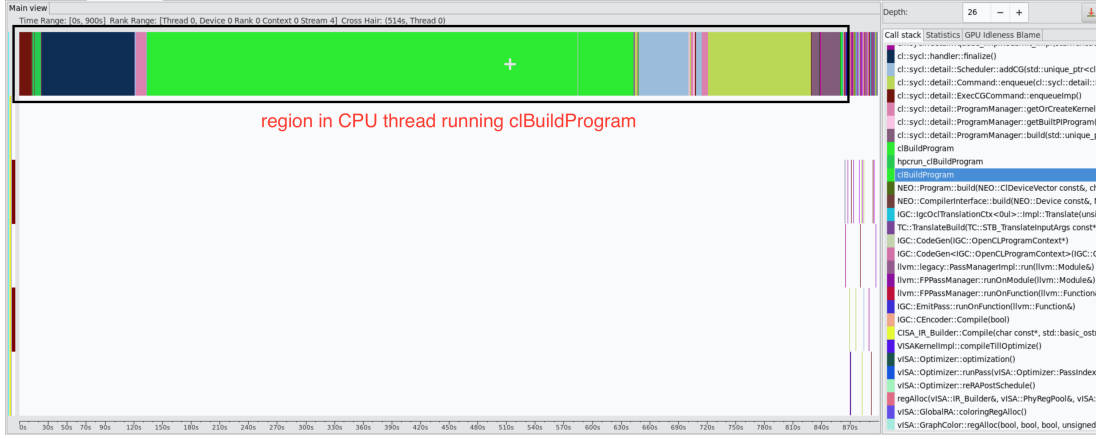 Main view
Time Range: [0s, 900s] Rank Range: [Thread 0, Device 0 Rank 0 Context 0 Stream 4] Cross Hair: (514s, Thread 0)
region in CPU thread running clBuildProgram
0s 30s 50s 70s 90s 120s 150s 180s 210s 240s 270s 300s 330s 360s 390s 420s 450s 480s 510s 540s 570s 600s 630s 660s 690s 720s 750s 780s 810s 840s 870s
Depth: 26 − +
Call stack Statistics GPU Idleness Blame
cl::sycl::handler::finalize()
cl::sycl::detail::Scheduler::addCG(std::unique_ptr<cl
cl::sycl::detail::Command::enqueue(cl::sycl::detail::
cl::sycl::detail::ExecCGCommand::enqueueImp()
cl::sycl::detail::ProgramManager::getOrCreateKernel
cl::sycl::detail::ProgramManager::getBuiltPIProgram(
cl::sycl::detail::ProgramManager::build(std::unique_p
clBuildProgram
hpcrun_clBuildProgram
clBuildProgram
NEO::Program::build(NEO::ClDeviceVector const&, ch
NEO::CompilerInterface::build(NEO::Device const&, N
IGC::IgcOclTranslationCtx<0ul>::Impl::Translate(unsi
TC::TranslateBuild(TC::STB_TranslateInputArgs const*
IGC::CodeGen(IGC::OpenCLProgramContext*)
IGC::CodeGen<IGC::OpenCLProgramContext>(IGC::O
llvm::legacy::PassManagerImpl::run(llvm::Module&)
llvm::FPPassManager::runOnModule(llvm::Module&)
llvm::FPPassManager::runOnFunction(llvm::Function&
IGC::EmitPass::runOnFunction(llvm::Function&)
IGC::CEncoder::Compile(bool)
CISA_IR_Builder::Compile(char const*, std::basic_ost
VISAKernelImpl::compileTillOptimize()
vISA::Optimizer::optimization()
vISA::Optimizer::runPass(vISA::Optimizer::PassIndex
vISA::Optimizer::reRAPostSchedule()
regAlloc(vISA::IR_Builder&, vISA::PhyRegPool&, vISA:
vISA::GlobalRA::coloringRegAlloc()
vISA::GraphColor::regAlloc(bool, bool, bool, unsigned